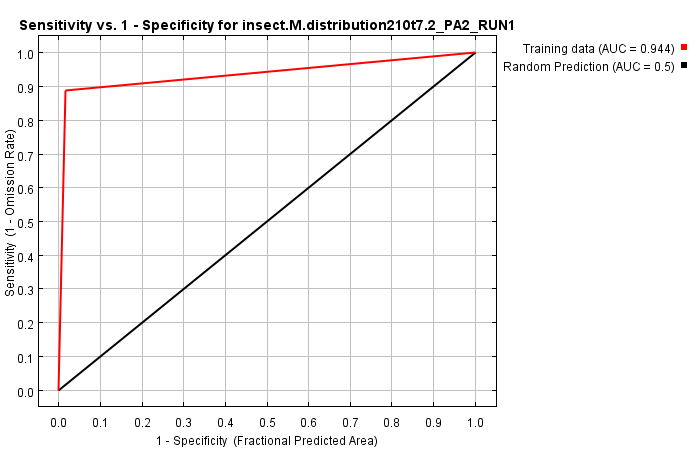 Sensitivity vs. 1 - Specificity for insect.M.distribution210t7.2_PA2_RUN1
Training data (AUC = 0.944)
Random Prediction (AUC = 0.5)
Sensitivity (1 - Omission Rate)
1.0
0.9
0.8
0.7
0.6
0.5
0.4
0.3
0.2
0.1
0.0
0.0 0.1 0.2 0.3 0.4 0.5 0.6 0.7 0.8 0.9 1.0
1 - Specificity (Fractional Predicted Area)